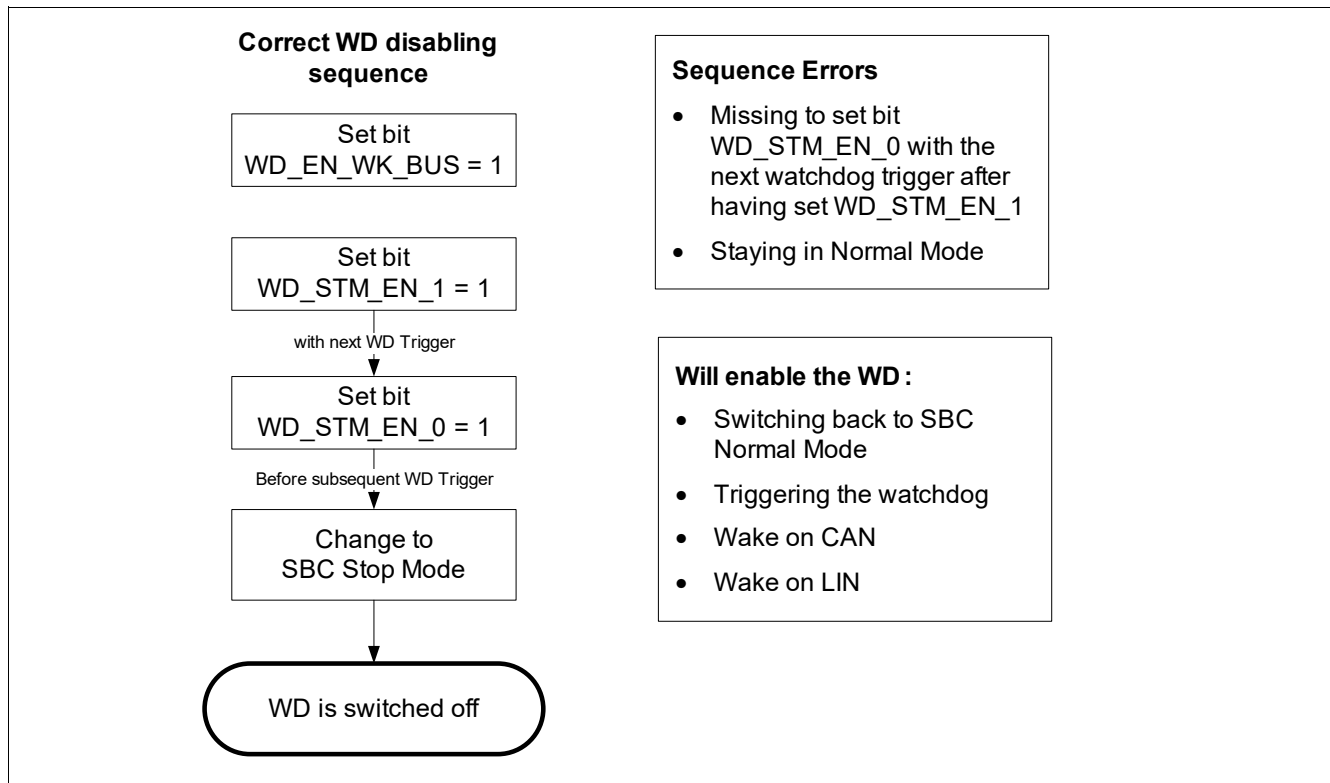 Correct WD disabling
sequence
Set bit
WD_EN_WK_BUS = 1
Set bit
WD_STM_EN_1 = 1
with next WD Trigger
Set bit
WD_STM_EN_0 = 1
Before subsequent WD Trigger
Change to
SBC Stop Mode
WD is switched off
Sequence Errors
• Missing to set bit
WD_STM_EN_0 with the
next watchdog trigger after
having set WD_STM_EN_1
• Staying in Normal Mode
Will enable the WD :
• Switching back to SBC
Normal Mode
• Triggering the watchdog
• Wake on CAN
• Wake on LIN